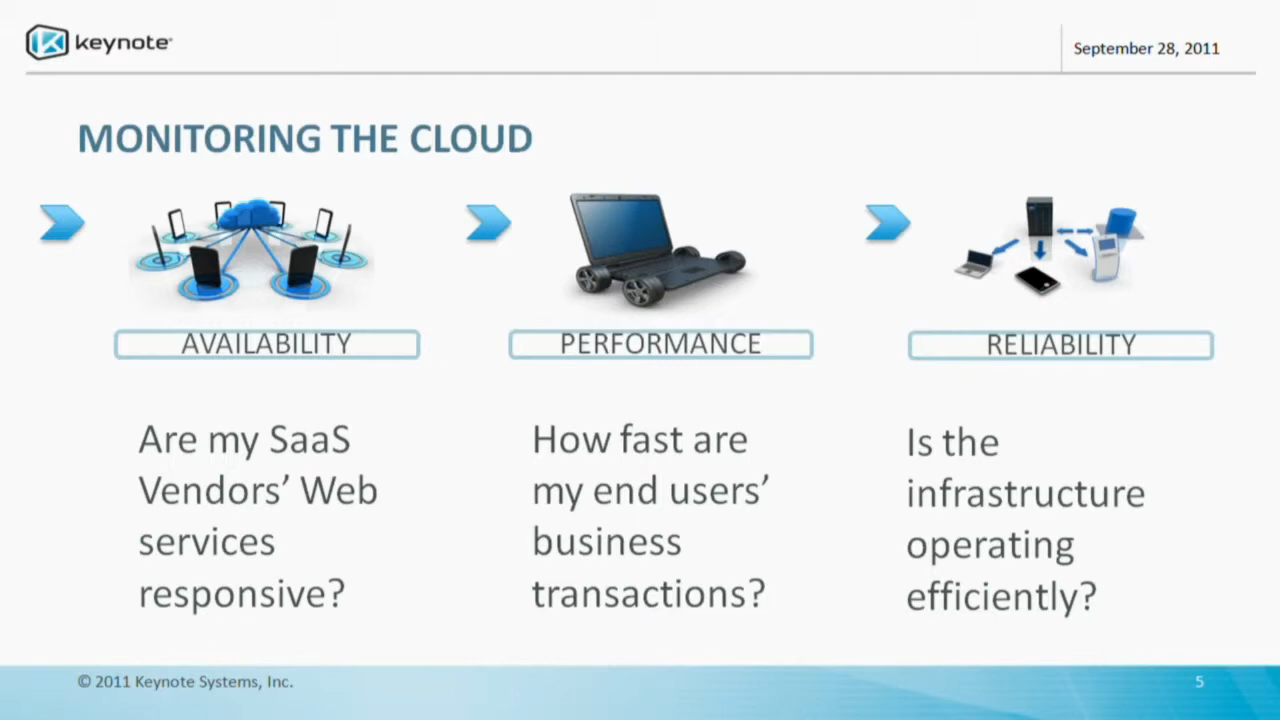 keynote
September 28, 2011
MONITORING THE CLOUD
AVAILABILITY
PERFORMANCE
RELIABILITY
Are my SaaS
Vendors’ Web
services
responsive?
How fast are
my end users’
business
transactions?
Is the
infrastructure
operating
efficiently?
© 2011 Keynote Systems, Inc.
5